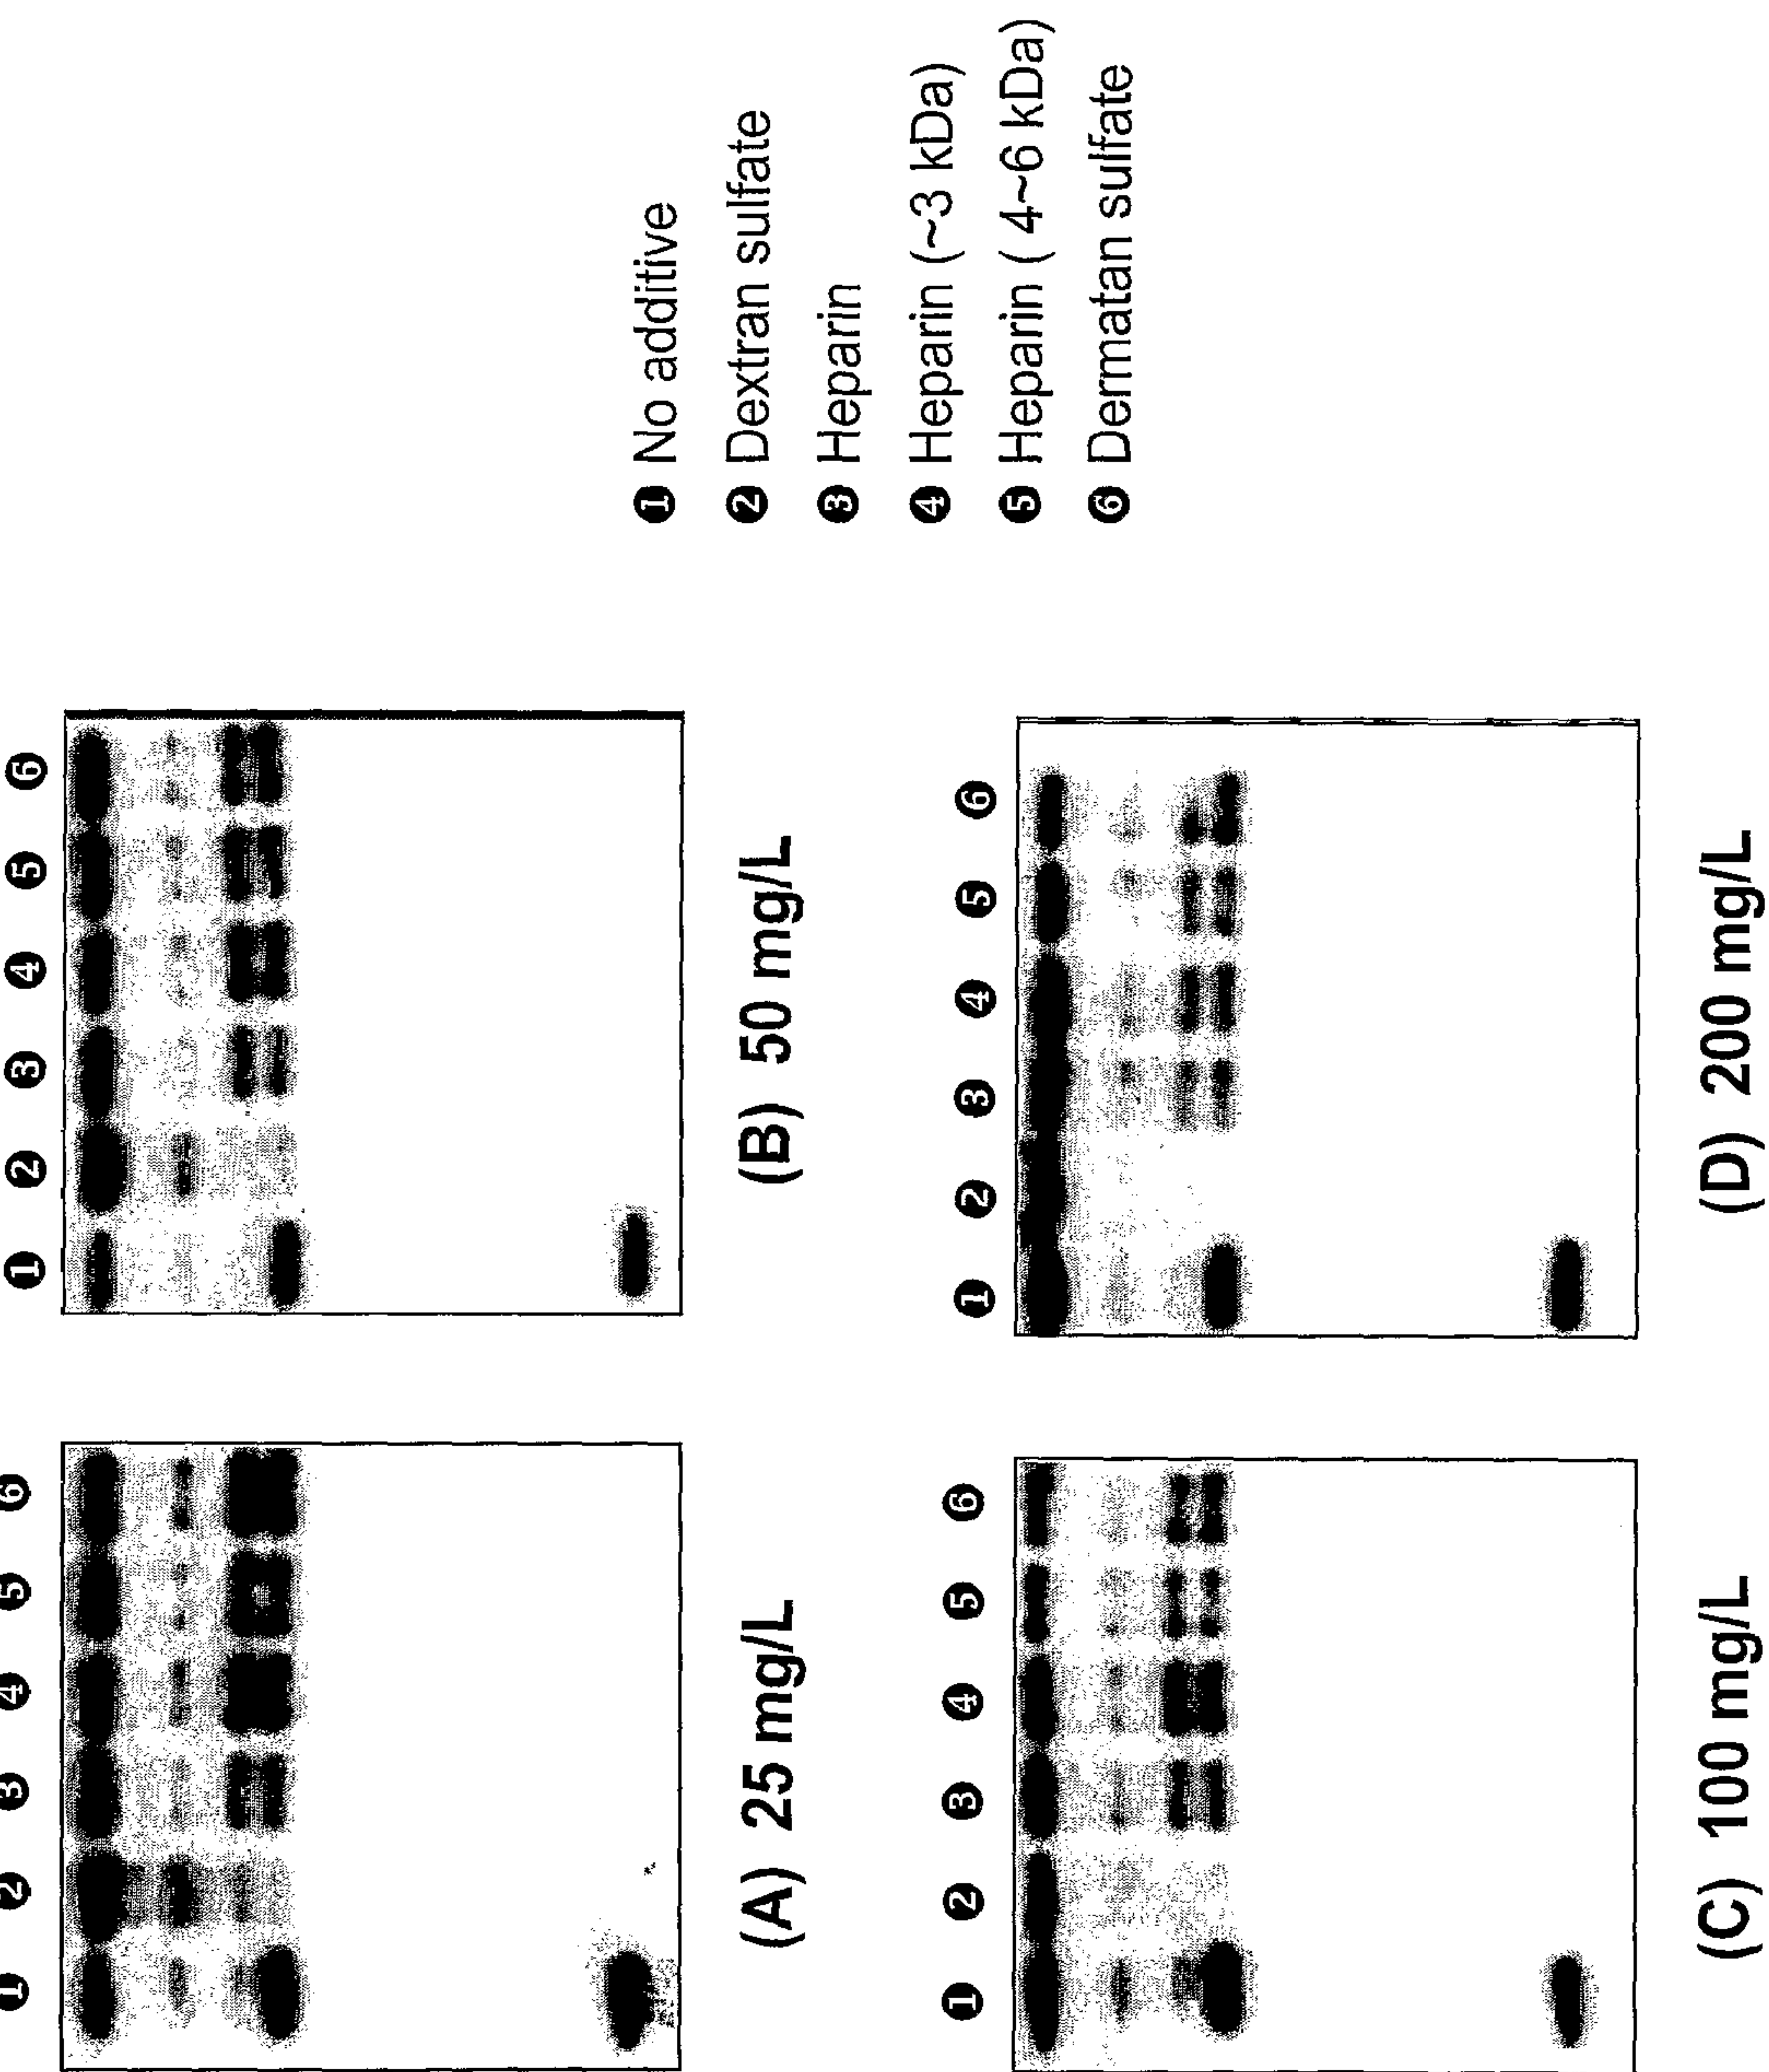 ❶ ❷ ❸ ❹ ❺ ❻
(A) 25 mg/L
❶ ❷ ❸ ❹ ❺ ❻
(B) 50 mg/L
❶ ❷ ❸ ❹ ❺ ❻
(C) 100 mg/L
❶ ❷ ❸ ❹ ❺ ❻
(D) 200 mg/L
❶ No additive
❷ Dextran sulfate
❸ Heparin
❹ Heparin (~3 kDa)
❺ Heparin ( 4~6 kDa)
❻ Dermatan sulfate